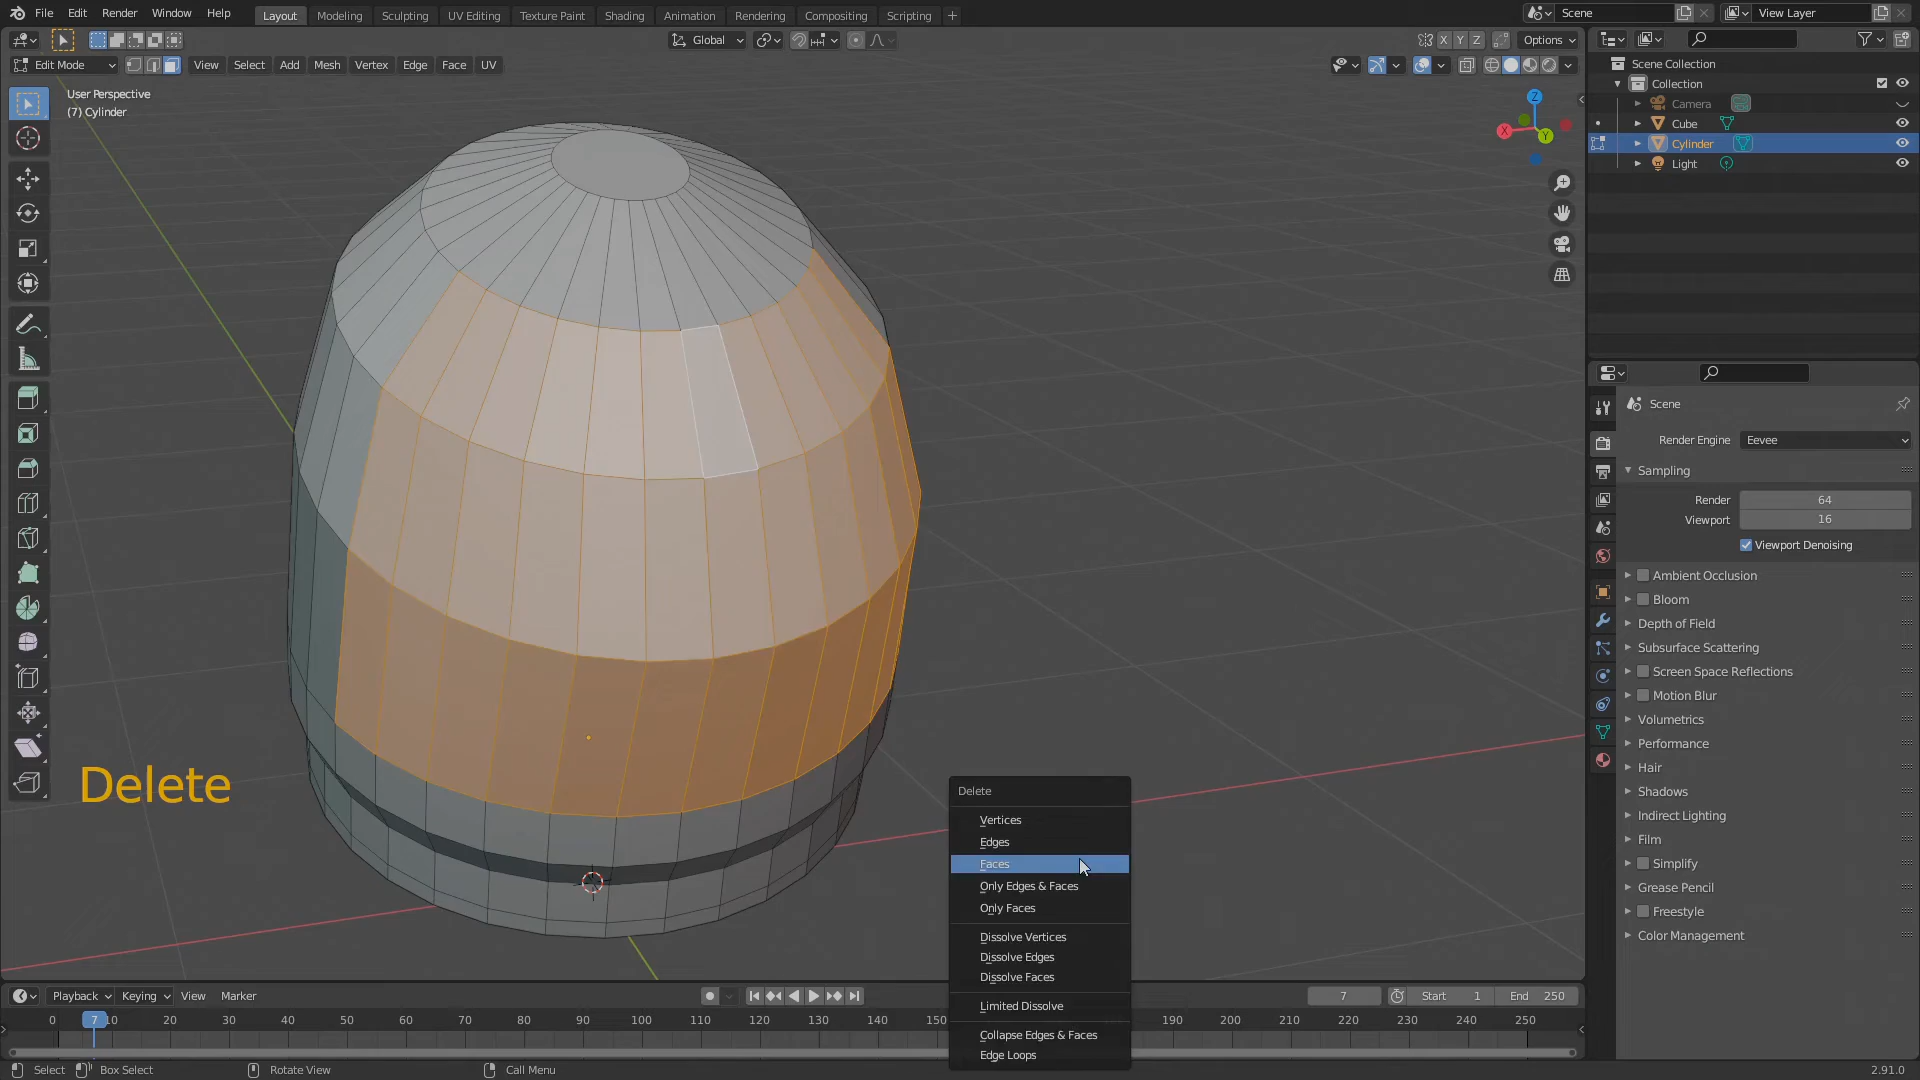 File Edit Render Window Help
Layout Modeling Sculpting UV Editing Texture Paint Shading Animation Rendering Compositing Scripting +
Scene
View Layer
Global
X Y Z
Options
Edit Mode
View Select Add Mesh Vertex Edge Face UV
User Perspective
(7) Cylinder
Z
X
Y
Scene Collection
Collection
Camera
Cube
Cylinder
Light
Scene
Render Engine Eevee
Sampling
Render 64
Viewport 16
Viewport Denoising
Ambient Occlusion
Bloom
Depth of Field
Subsurface Scattering
Screen Space Reflections
Motion Blur
Volumetrics
Performance
Hair
Shadows
Indirect Lighting
Film
Simplify
Grease Pencil
Freestyle
Color Management
Delete
Delete
Vertices
Edges
Faces
Only Edges & Faces
Only Faces
Dissolve Vertices
Dissolve Edges
Dissolve Faces
Limited Dissolve
Collapse Edges & Faces
Edge Loops
Playback Keying View Marker
7
Start 1
End 250
0 7 10 20 30 40 50 60 70 80 90 100 110 120 130 140 150 190 200 210 220 230 240 250
Select Box Select Rotate View Call Menu
2.91.0